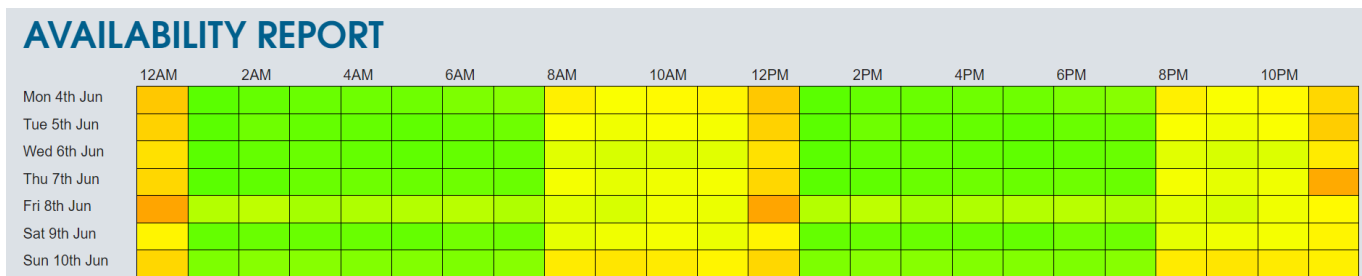 AVAILABILITY REPORT
12AM 2AM 4AM 6AM 8AM 10AM 12PM 2PM 4PM 6PM 8PM 10PM
Mon 4th Jun
Tue 5th Jun
Wed 6th Jun
Thu 7th Jun
Fri 8th Jun
Sat 9th Jun
Sun 10th Jun